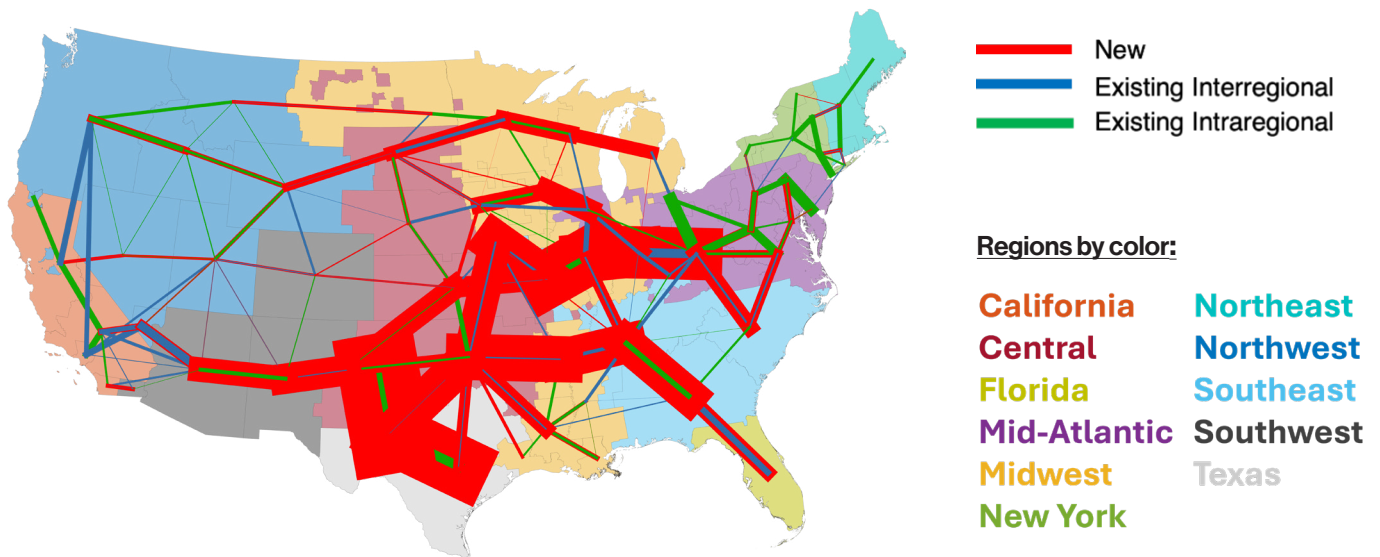 New
Existing Interregional
Existing Intraregional
Regions by color:
California
Northeast
Central
Northwest
Florida
Southeast
Mid-Atlantic
Southwest
Midwest
Texas
New York